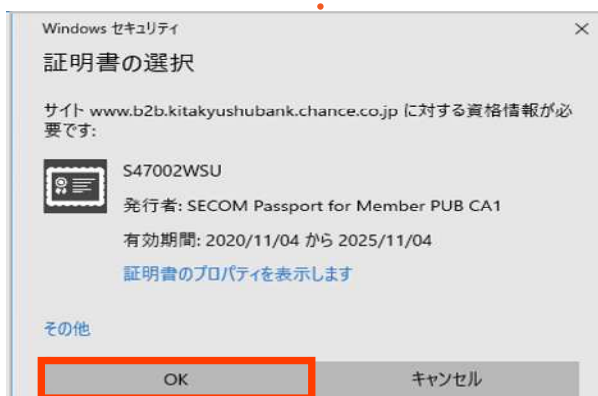 Windows セキュリティ
証明書の選択
サイト www.b2b.kitakyushubank.chance.co.jp に対する資格情報が必
要です:
S47002WSU
発行者: SECOM Passport for Member PUB CA1
有効期間: 2020/11/04 から 2025/11/04
証明書のプロパティを表示します
その他
OK
キャンセル